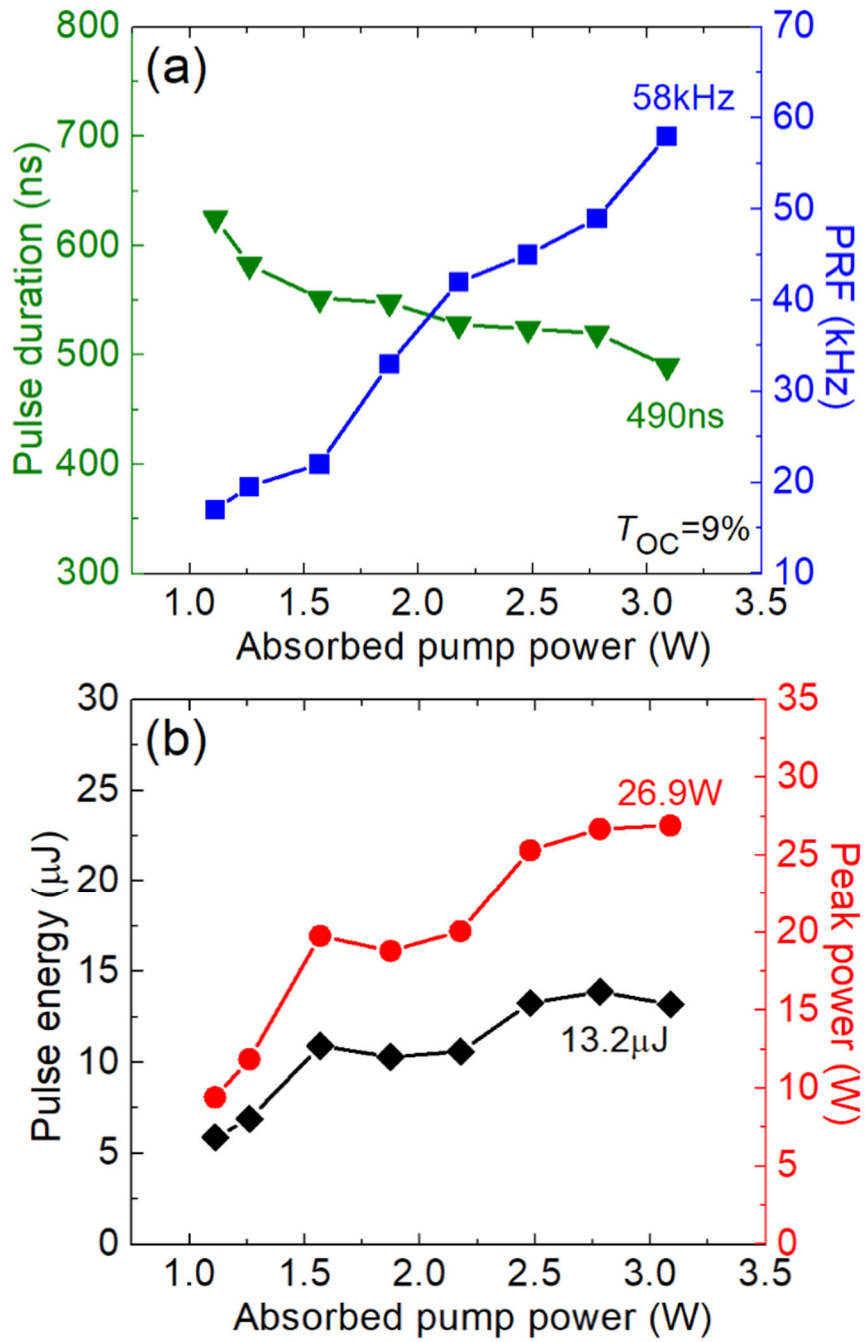 (a)
800
700
600
500
400
300
Pulse duration (ns)
70
60
50
40
30
20
10
PRF (kHz)
58kHz
490ns
T_OC=9%
1.0 1.5 2.0 2.5 3.0 3.5
Absorbed pump power (W)
(b)
30
25
20
15
10
5
0
Pulse energy (μJ)
35
30
25
20
15
10
5
0
Peak power (W)
26.9W
13.2μJ
1.0 1.5 2.0 2.5 3.0 3.5
Absorbed pump power (W)